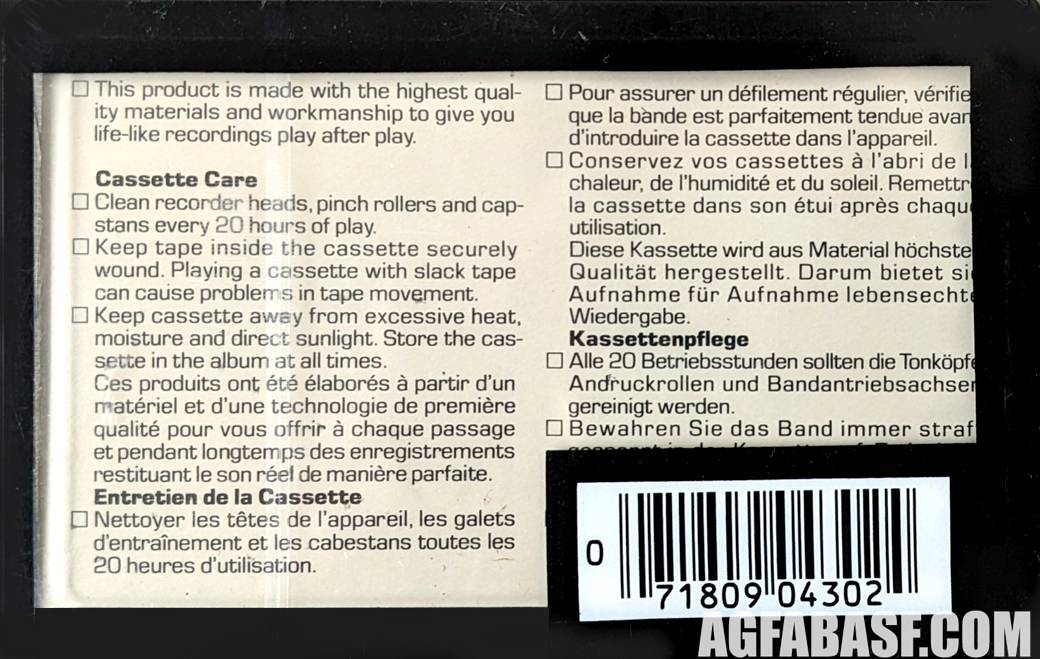 □ This product is made with the highest qual-
ity materials and workmanship to give you
life-like recordings play after play.
Cassette Care
□ Clean recorder heads, pinch rollers and cap-
stans every 20 hours of play.
□ Keep tape inside the cassette securely
wound. Playing a cassette with slack tape
can cause problems in tape movement.
□ Keep cassette away from excessive heat,
moisture and direct sunlight. Store the cas-
sette in the album at all times.
Ces produits ont été élaborés à partir d'un
matériel et d'une technologie de première
qualité pour vous offrir à chaque passage
et pendant longtemps des enregistrements
restituant le son réel de manière parfaite.
Entretien de la Cassette
□ Nettoyer les têtes de l'appareil, les galets
d'entraînement et les cabestans toutes les
20 heures d'utilisation.
□ Pour assurer un défilement régulier, vérifie
que la bande est parfaitement tendue avan
d'introduire la cassette dans l'appareil.
□ Conservez vos cassettes à l'abri de l
chaleur, de l'humidité et du soleil. Remettr
la cassette dans son étui après chaqu
utilisation.
Diese Kassette wird aus Material höchste
Qualität hergestellt. Darum bietet si
Aufnahme für Aufnahme lebensechte
Wiedergabe.
Kassettenpflege
□ Alle 20 Betriebsstunden sollten die Tonköpfe
Andruckrollen und Bandantriebsachsen
gereinigt werden.
□ Bewahren Sie das Band immer straf
0 71809 04302
AGFABASF.COM